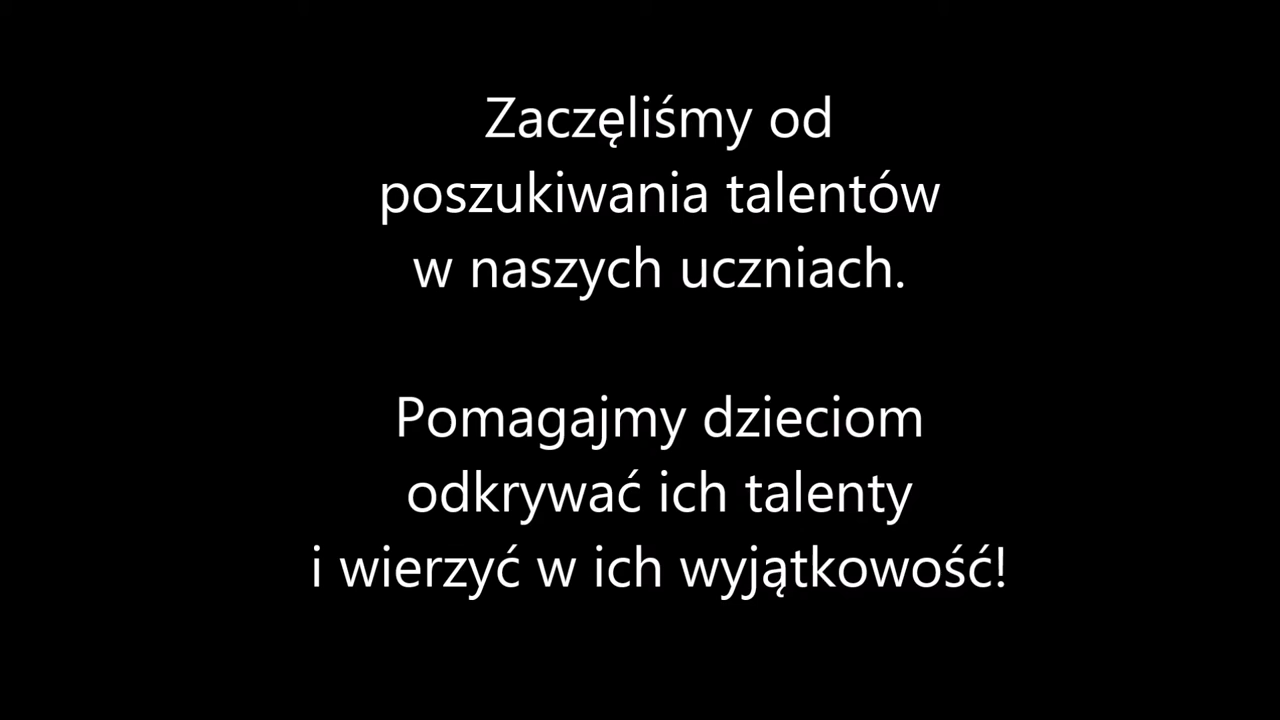 Zaczęliśmy od
poszukiwania talentów
w naszych uczniach.
Pomagajmy dzieciom
odkrywać ich talenty
i wierzyć w ich wyjątkowość!